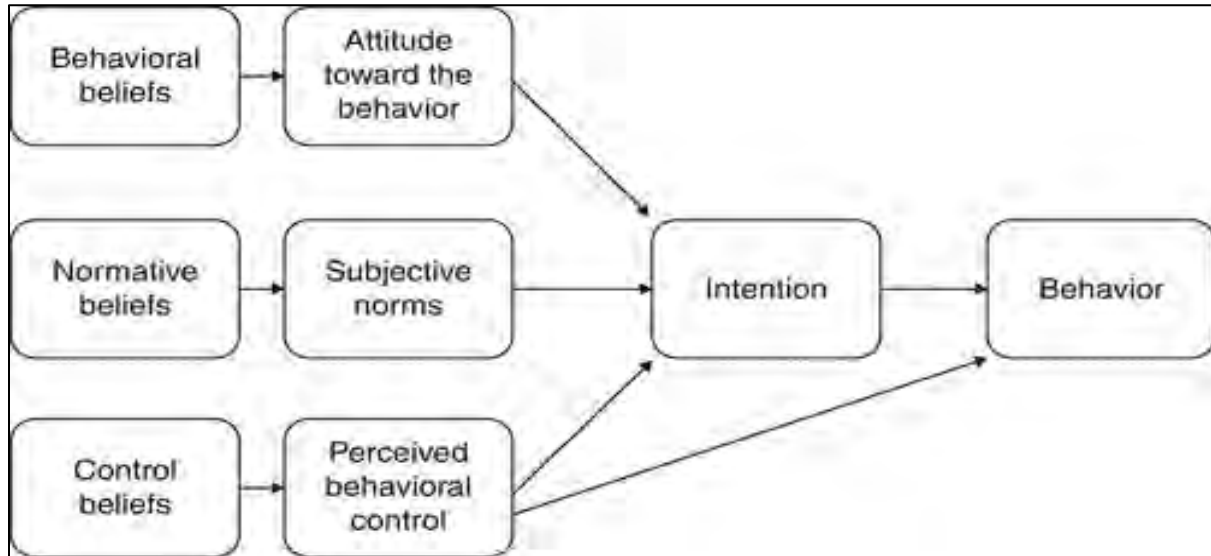 Behavioral
beliefs
Attitude
toward the
behavior
Normative
beliefs
Subjective
norms
Intention
Behavior
Control
beliefs
Perceived
behavioral
control